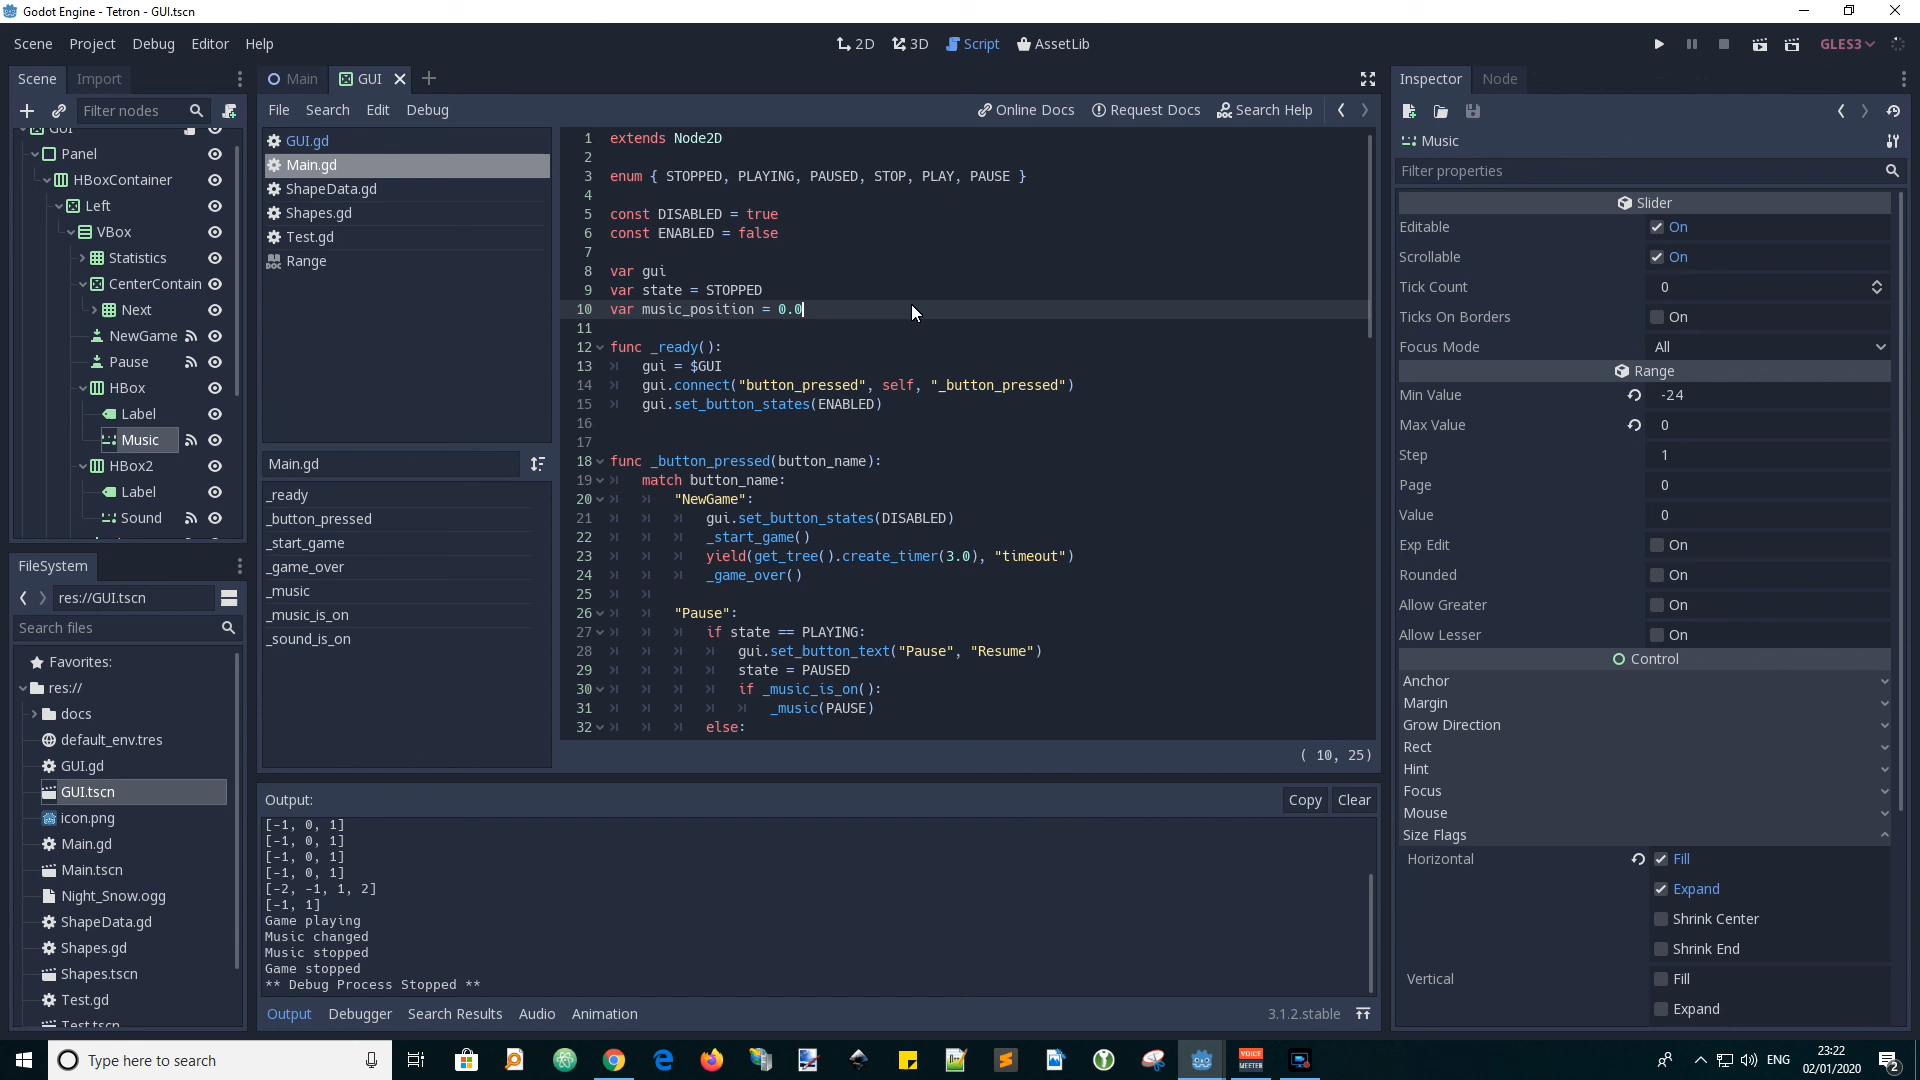 Godot Engine - Tetron - GUI.tscn
Scene Project Debug Editor Help
2D 3D Script AssetLib
GLES3
Scene Import
Filter nodes
GUI
Panel
HBoxContainer
Left
VBox
Statistics
CenterContain
Next
NewGame
Pause
HBox
Label
Music
HBox2
Label
Sound
FileSystem
res://GUI.tscn
Search files
Favorites:
res://
docs
default_env.tres
GUI.gd
GUI.tscn
icon.png
Main.gd
Main.tscn
Night_Snow.ogg
ShapeData.gd
Shapes.gd
Shapes.tscn
Test.gd
Test.tscn
Main GUI
File Search Edit Debug
Online Docs Request Docs Search Help
GUI.gd
Main.gd
ShapeData.gd
Shapes.gd
Test.gd
Range
Main.gd
_ready
_button_pressed
_start_game
_game_over
_music
_music_is_on
_sound_is_on
1 extends Node2D
2
3 enum { STOPPED, PLAYING, PAUSED, STOP, PLAY, PAUSE }
4
5 const DISABLED = true
6 const ENABLED = false
7
8 var gui
9 var state = STOPPED
10 var music_position = 0.0
11
12 func _ready():
13 gui = $GUI
14 gui.connect("button_pressed", self, "_button_pressed")
15 gui.set_button_states(ENABLED)
16
17
18 func _button_pressed(button_name):
19 match button_name:
20 "NewGame":
21 gui.set_button_states(DISABLED)
22 _start_game()
23 yield(get_tree().create_timer(3.0), "timeout")
24 _game_over()
25
26 "Pause":
27 if state == PLAYING:
28 gui.set_button_text("Pause", "Resume")
29 state = PAUSED
30 if _music_is_on():
31 _music(PAUSE)
32 else:
( 10, 25)
Output:
Copy Clear
[-1, 0, 1]
[-1, 0, 1]
[-1, 0, 1]
[-1, 0, 1]
[-2, -1, 1, 2]
[-1, 1]
Game playing
Music changed
Music stopped
Game stopped
** Debug Process Stopped **
Output Debugger Search Results Audio Animation
3.1.2.stable
Inspector Node
Music
Filter properties
Slider
Editable On
Scrollable On
Tick Count 0
Ticks On Borders On
Focus Mode All
Range
Min Value -24
Max Value 0
Step 1
Page 0
Value 0
Exp Edit On
Rounded On
Allow Greater On
Allow Lesser On
Control
Anchor
Margin
Grow Direction
Rect
Hint
Focus
Mouse
Size Flags
Horizontal Fill
Expand
Shrink Center
Shrink End
Vertical Fill
Expand
Type here to search
VOICE
MEETER
ENG
23:22
02/01/2020
2